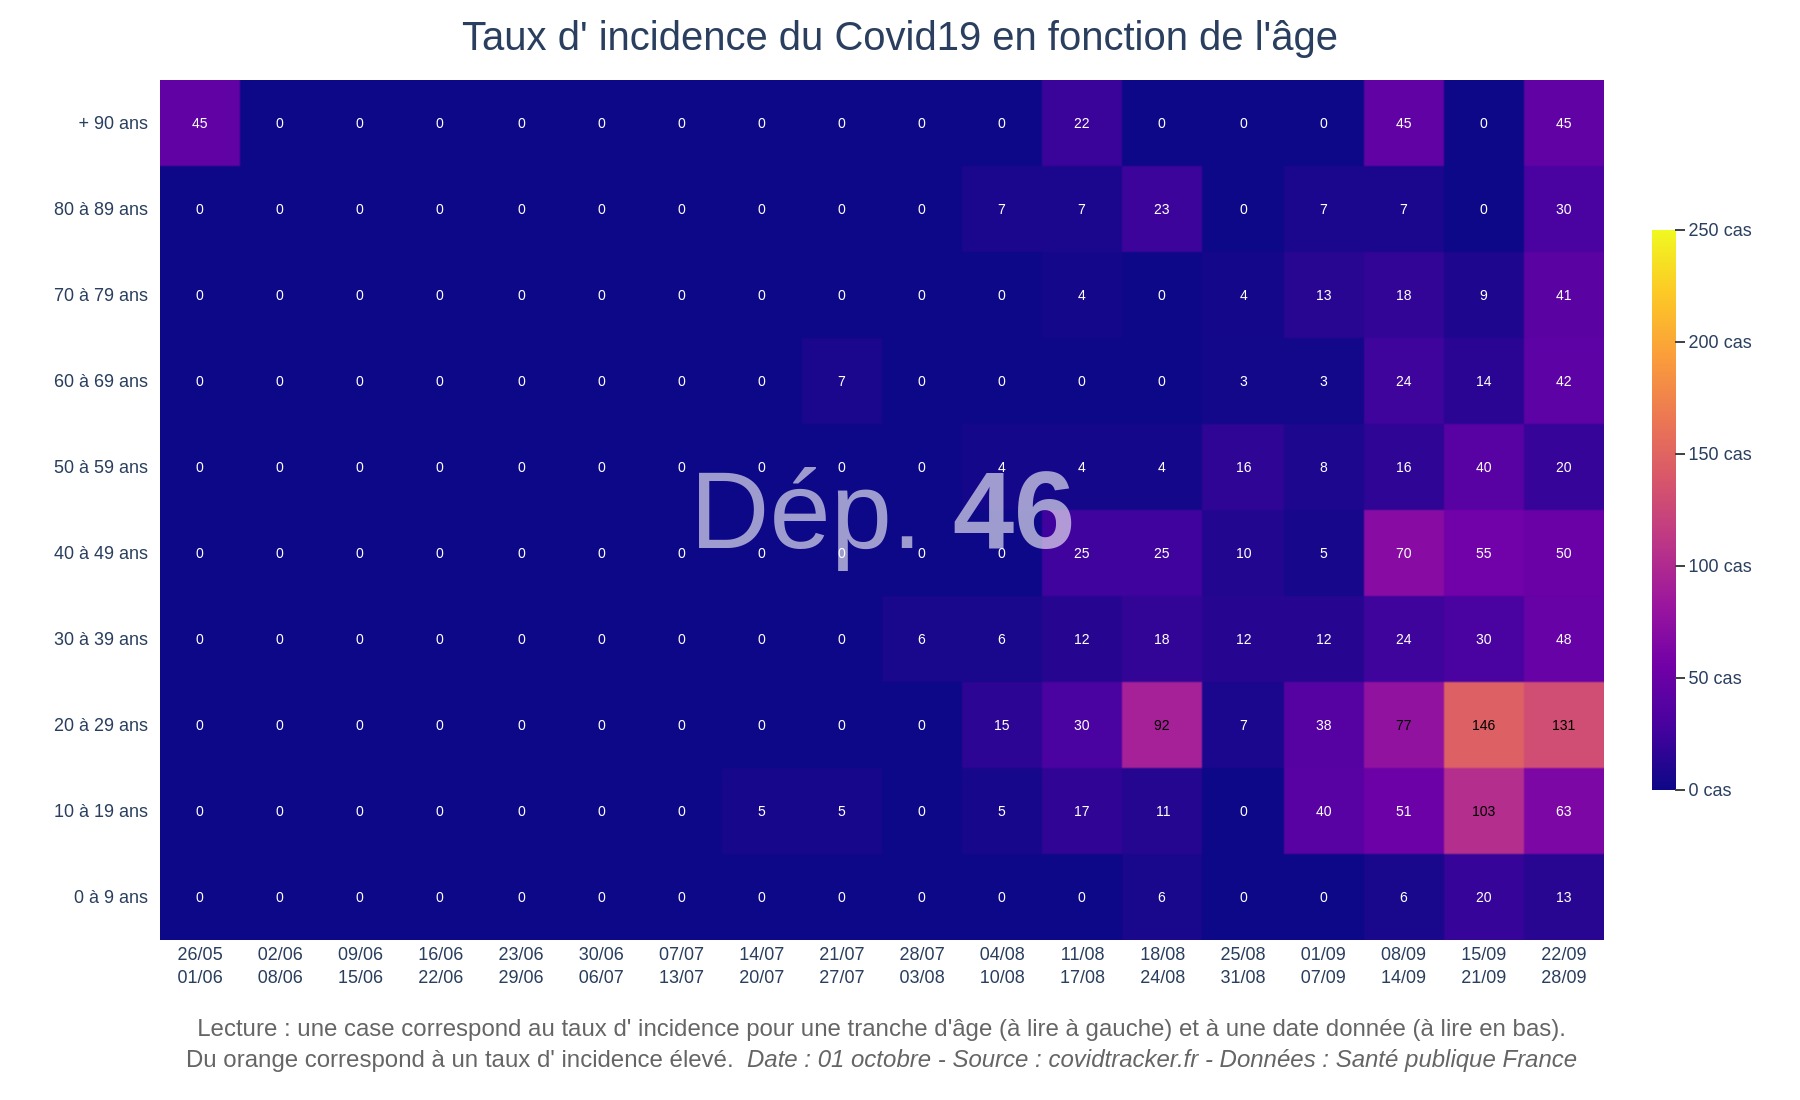 Taux d' incidence du Covid19 en fonction de l'âge
+ 90 ans 45 0 0 0 0 0 0 0 0 0 0 22 0 0 0 45 0 45
80 à 89 ans 0 0 0 0 0 0 0 0 0 0 7 7 23 0 7 7 0 30
70 à 79 ans 0 0 0 0 0 0 0 0 0 0 0 4 0 4 13 18 9 41
60 à 69 ans 0 0 0 0 0 0 0 0 7 0 0 0 0 3 3 24 14 42
50 à 59 ans 0 0 0 0 0 0 0 0 0 0 4 4 4 16 8 16 40 20
Dép. 46
40 à 49 ans 0 0 0 0 0 0 0 0 0 0 0 25 25 10 5 70 55 50
30 à 39 ans 0 0 0 0 0 0 0 0 0 6 6 12 18 12 12 24 30 48
20 à 29 ans 0 0 0 0 0 0 0 0 0 0 15 30 92 7 38 77 146 131
10 à 19 ans 0 0 0 0 0 0 0 5 5 0 5 17 11 0 40 51 103 63
0 à 9 ans 0 0 0 0 0 0 0 0 0 0 0 0 6 0 0 6 20 13
26/05 02/06 09/06 16/06 23/06 30/06 07/07 14/07 21/07 28/07 04/08 11/08 18/08 25/08 01/09 08/09 15/09 22/09
01/06 08/06 15/06 22/06 29/06 06/07 13/07 20/07 27/07 03/08 10/08 17/08 24/08 31/08 07/09 14/09 21/09 28/09
250 cas
200 cas
150 cas
100 cas
50 cas
0 cas
Lecture : une case correspond au taux d' incidence pour une tranche d'âge (à lire à gauche) et à une date donnée (à lire en bas).
Du orange correspond à un taux d' incidence élevé. Date : 01 octobre - Source : covidtracker.fr - Données : Santé publique France